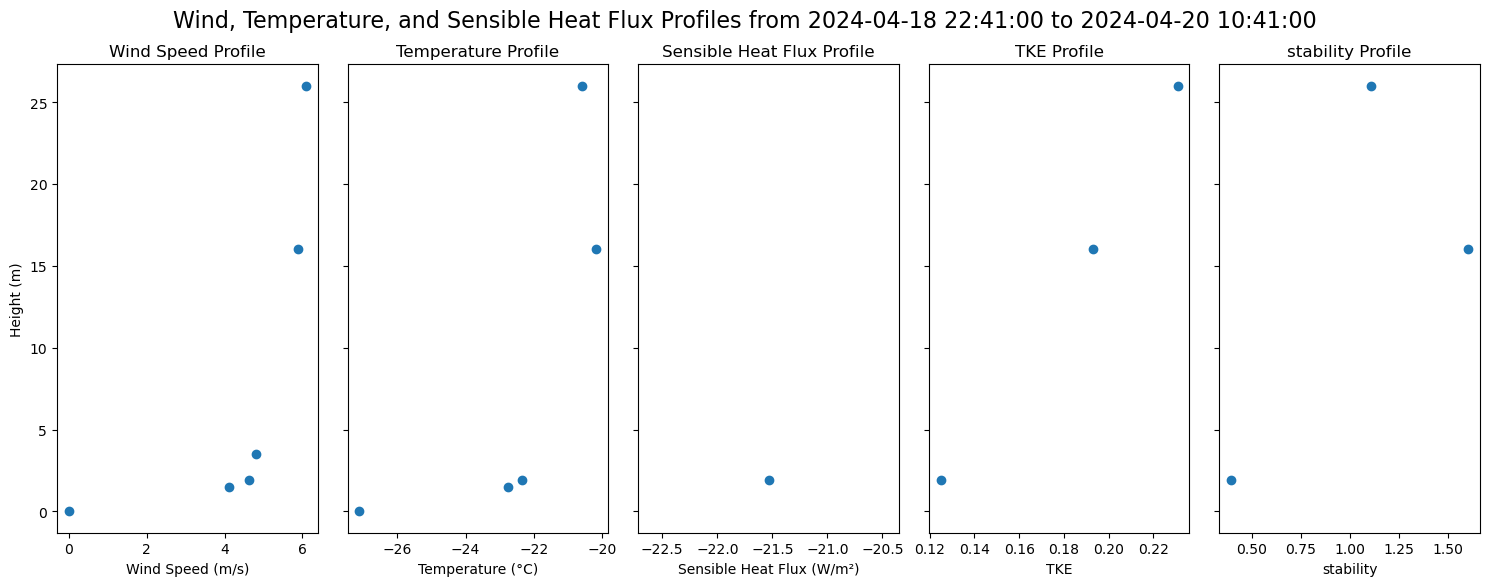 Wind, Temperature, and Sensible Heat Flux Profiles from 2024-04-18 22:41:00 to 2024-04-20 10:41:00
Wind Speed Profile
Temperature Profile
Sensible Heat Flux Profile
TKE Profile
stability Profile
Height (m)
25
20
15
10
5
0
0 2 4 6
−26 −24 −22 −20
−22.5 −22.0 −21.5 −21.0 −20.5
0.12 0.14 0.16 0.18 0.20 0.22
0.50 0.75 1.00 1.25 1.50
Wind Speed (m/s)
Temperature (°C)
Sensible Heat Flux (W/m²)
TKE
stability